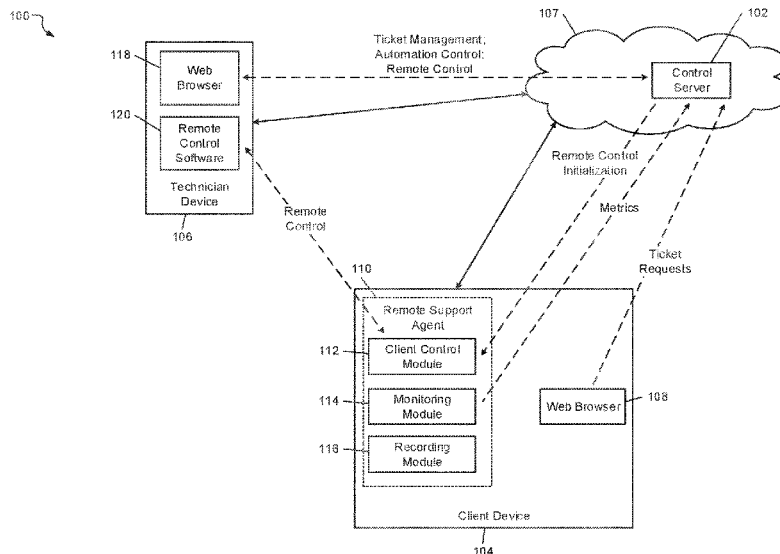 100
118
Web
Browser
120
Remote
Control
Software
Technician
Device
106
Ticket Management;
Automation Control;
Remote Control
107
102
Control
Server
Remote Control
Initialization
Metrics
Ticket
Requests
Remote
Control
110
Remote Support
Agent
112
Client Control
Module
114
Monitoring
Module
116
Recording
Module
Web Browser
108
Client Device
104